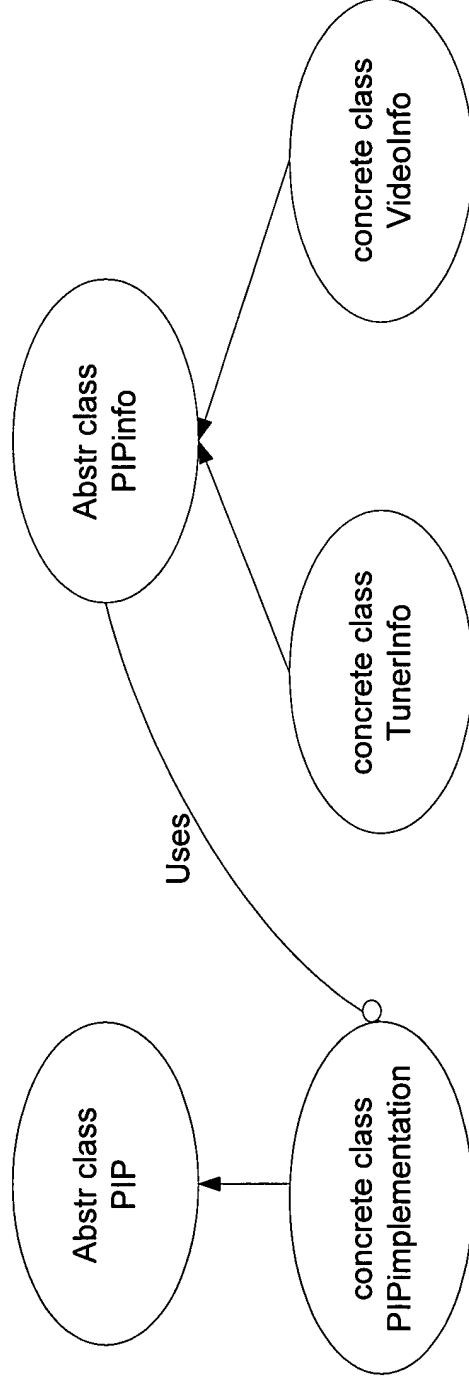 Abstr class
PIP
concrete class
PIPimplementation
Uses
Abstr class
PIPinfo
concrete class
TunerInfo
concrete class
VideoInfo